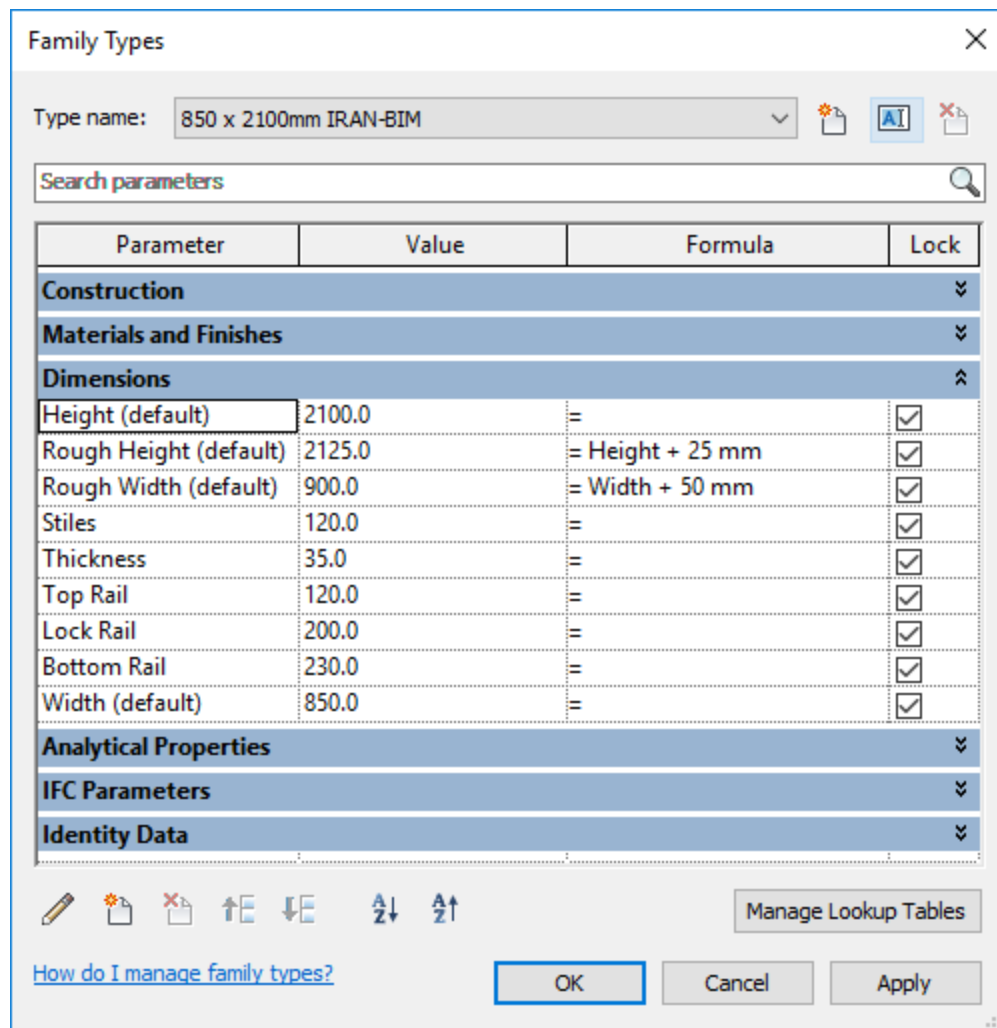 Family Types
Type name: 850 x 2100mm IRAN-BIM
Search parameters
Parameter Value Formula Lock
Construction
Materials and Finishes
Dimensions
Height (default) 2100.0 =
Rough Height (default) 2125.0 = Height + 25 mm
Rough Width (default) 900.0 = Width + 50 mm
Stiles 120.0 =
Thickness 35.0 =
Top Rail 120.0 =
Lock Rail 200.0 =
Bottom Rail 230.0 =
Width (default) 850.0 =
Analytical Properties
IFC Parameters
Identity Data
Manage Lookup Tables
How do I manage family types? OK Cancel Apply